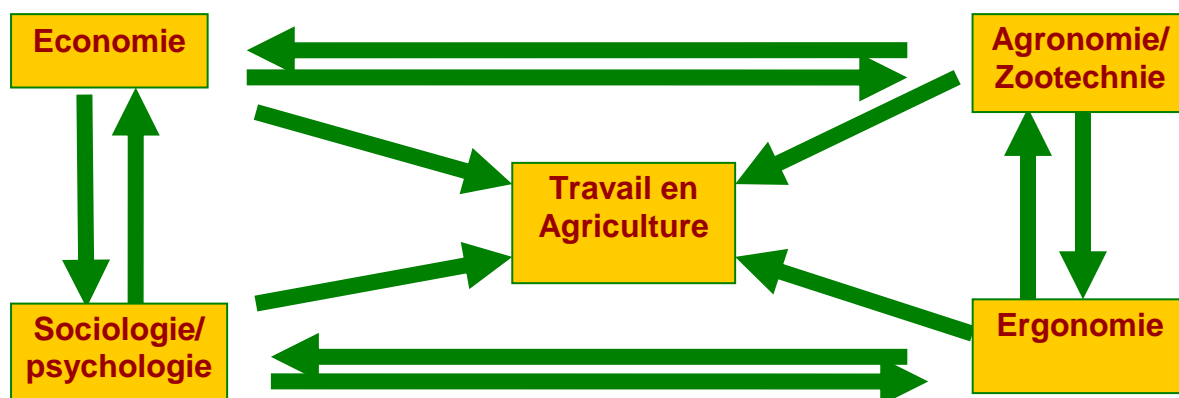 Economie
Agronomie/
Zootechnie
Travail en
Agriculture
Sociologie/
psychologie
Ergonomie